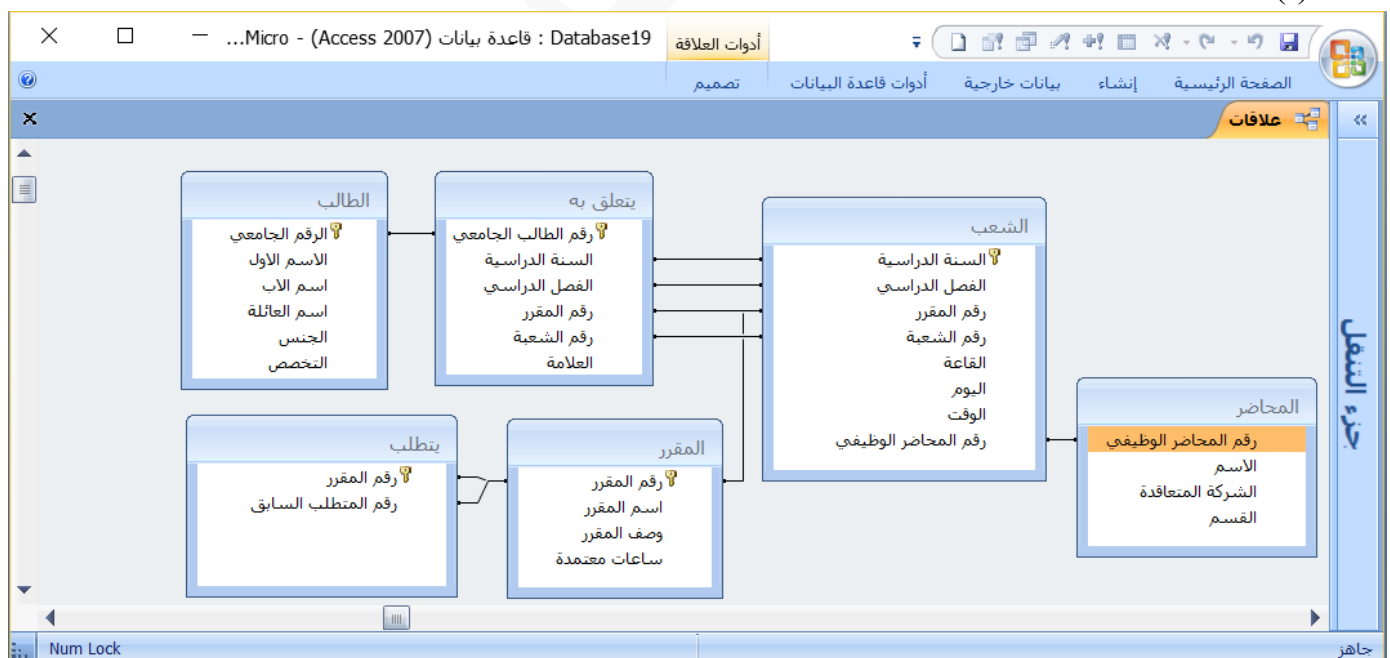 Database19 : قاعدة بيانات (Access 2007) - Micro...
أدوات العلاقة
الصفحة الرئيسية
إنشاء
بيانات خارجية
أدوات قاعدة البيانات
تصميم
علاقات
جزء التنقل
المحاضر
رقم المحاضر الوظيفي
الاسم
الشركة المتعاقدة
القسم
الشعب
السنة الدراسية
الفصل الدراسي
رقم المقرر
رقم الشعبة
القاعة
اليوم
الوقت
رقم المحاضر الوظيفي
يتعلق به
رقم الطالب الجامعي
السنة الدراسية
الفصل الدراسي
رقم المقرر
رقم الشعبة
العلامة
الطالب
الرقم الجامعي
الاسم الاول
اسم الاب
اسم العائلة
الجنس
التخصص
المقرر
رقم المقرر
اسم المقرر
وصف المقرر
ساعات معتمدة
يتطلب
رقم المقرر
رقم المتطلب السابق
جاهز
Num Lock